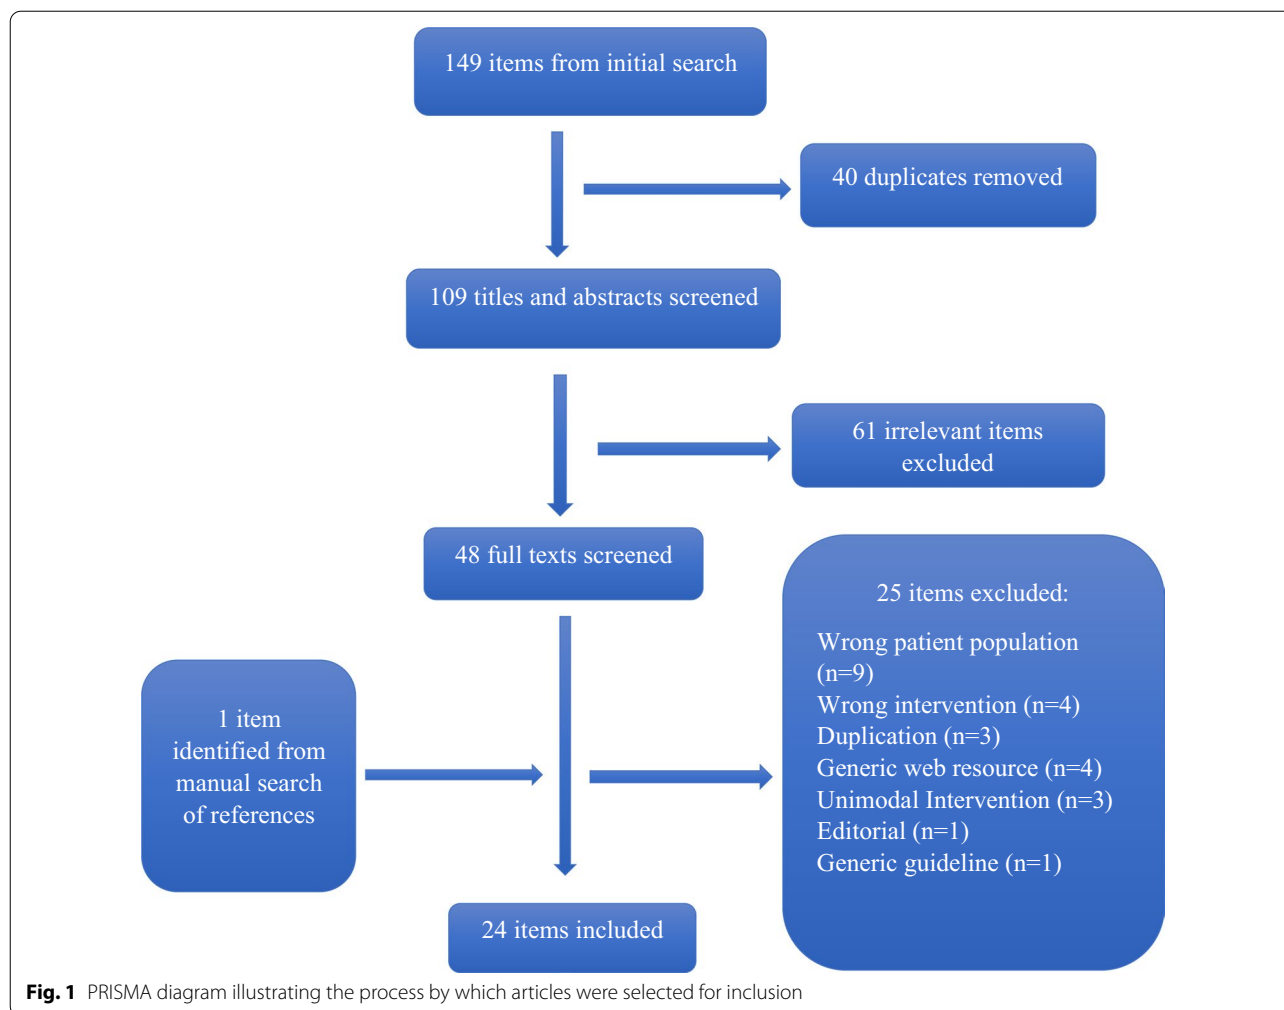 149 items from initial search
40 duplicates removed
109 titles and abstracts screened
61 irrelevant items
excluded
48 full texts screened
25 items excluded:
Wrong patient population
(n=9)
Wrong intervention (n=4)
Duplication (n=3)
Generic web resource (n=4)
Unimodal Intervention (n=3)
Editorial (n=1)
Generic guideline (n=1)
1 item
identified from
manual search
of references
24 items included
Fig. 1 PRISMA diagram illustrating the process by which articles were selected for inclusion